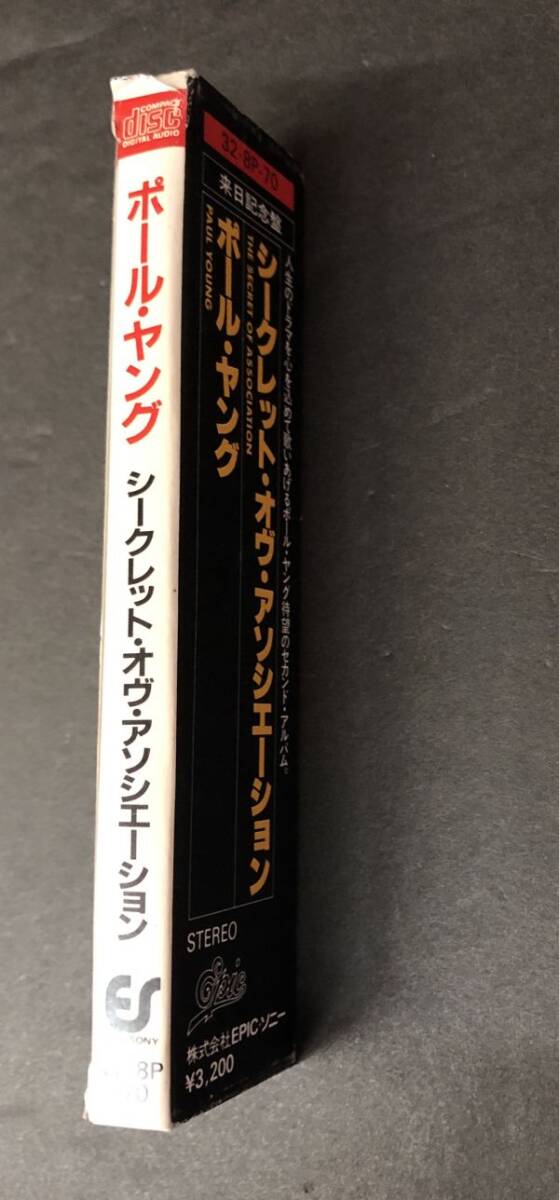 COMPACT
disc
DIGITAL AUDIO
ポール・ヤング
シークレット・オヴ・アソシエーション
ES
SONY
8P
70
32·8P-70
来日記念盤
人生のドラマを心を込めて歌いあげるポール・ヤング待望のセカンド・アルバム。
シークレット・オヴ・アソシエーション
THE SECRET OF ASSOCIATION
ポール・ヤング
PAUL YOUNG
STEREO
Epic
株式会社EPIC・ソニー
¥3,200